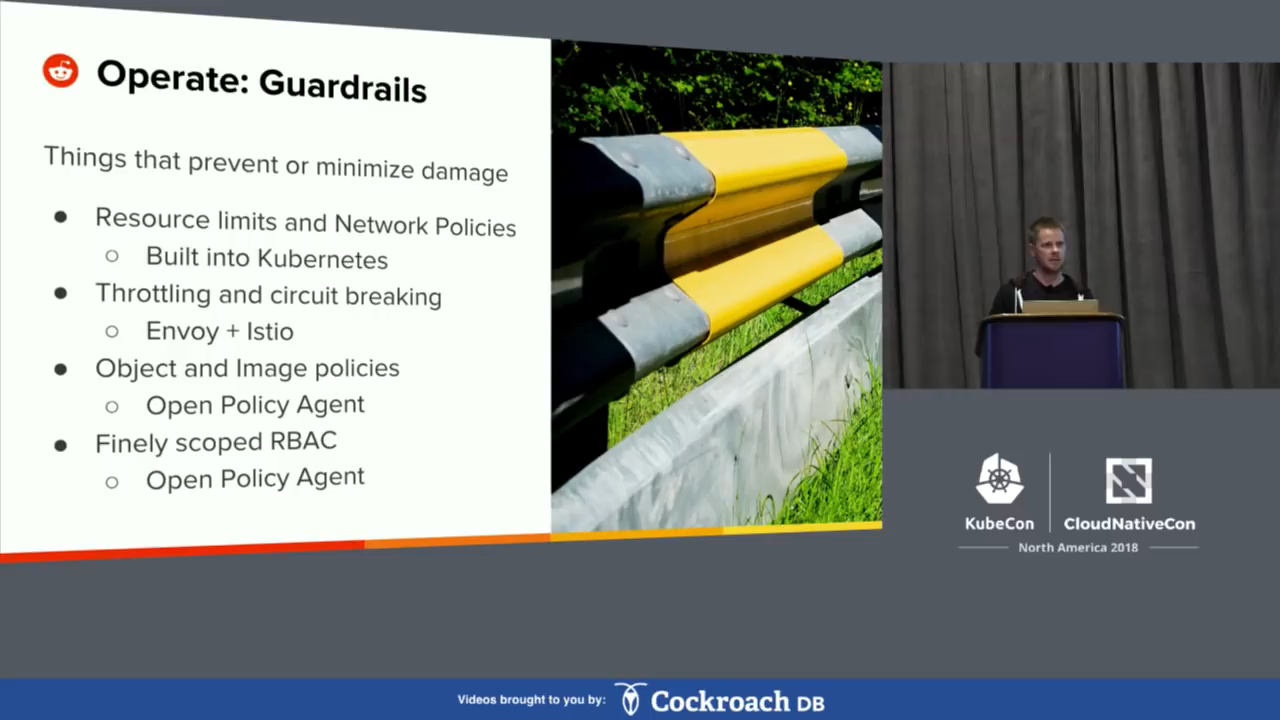 Operate: Guardrails
Things that prevent or minimize damage
Resource limits and Network Policies
Built into Kubernetes
Throttling and circuit breaking
Envoy + Istio
Object and Image policies
Open Policy Agent
Finely scoped RBAC
Open Policy Agent
KubeCon
CloudNativeCon
North America 2018
Videos brought to you by:
Cockroach DB